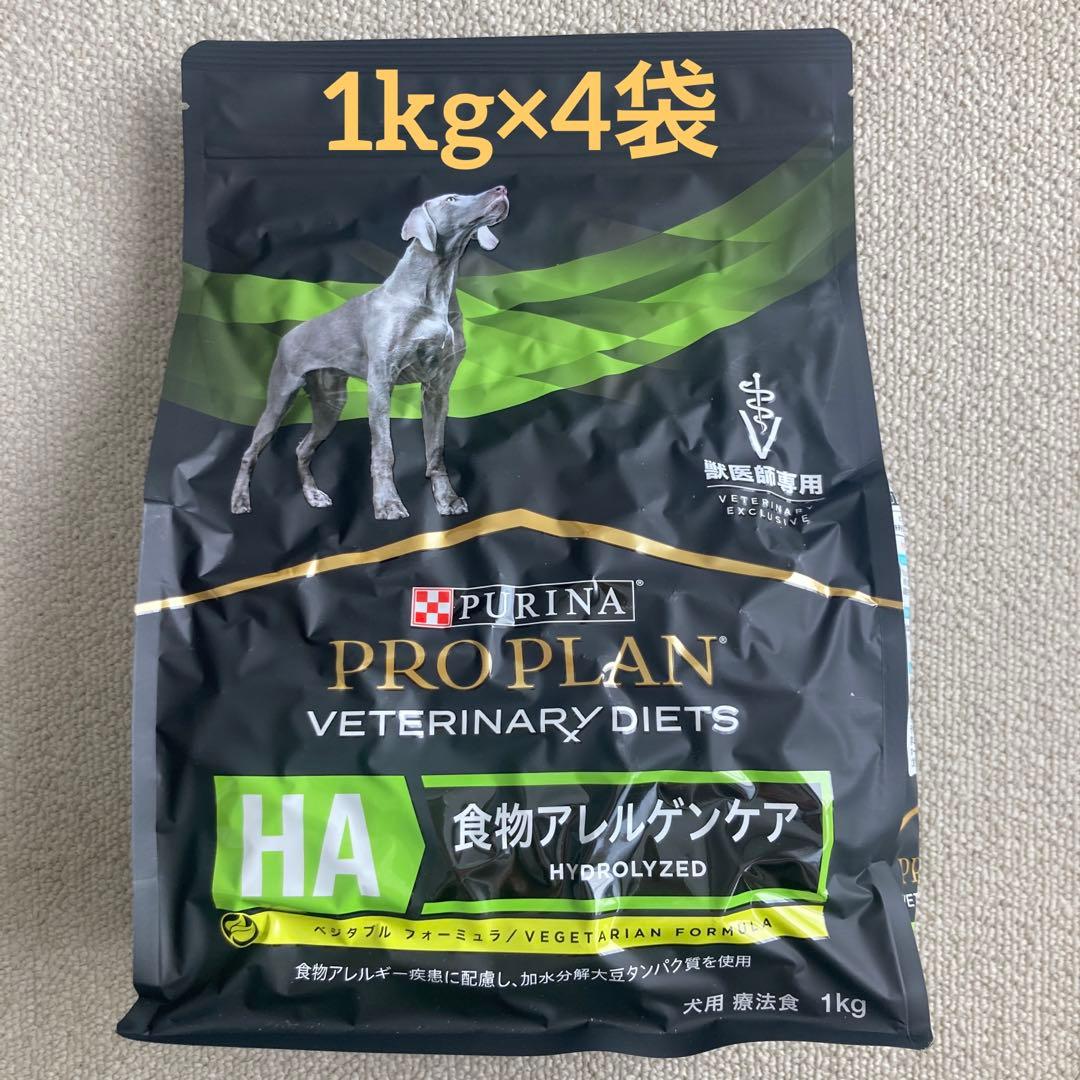 1kg×4袋
獣医師専用
VETERINARY
EXCLUSIVE
PURINA
PRO PLAN
VETERINARY DIETS
HA
食物アレルゲンケア
HYDROLYZED
ベジタブル フォーミュラ/VEGETARIAN FORMULA
食物アレルギー疾患に配慮し、加水分解大豆タンパク質を使用
犬用 療法食 1kg